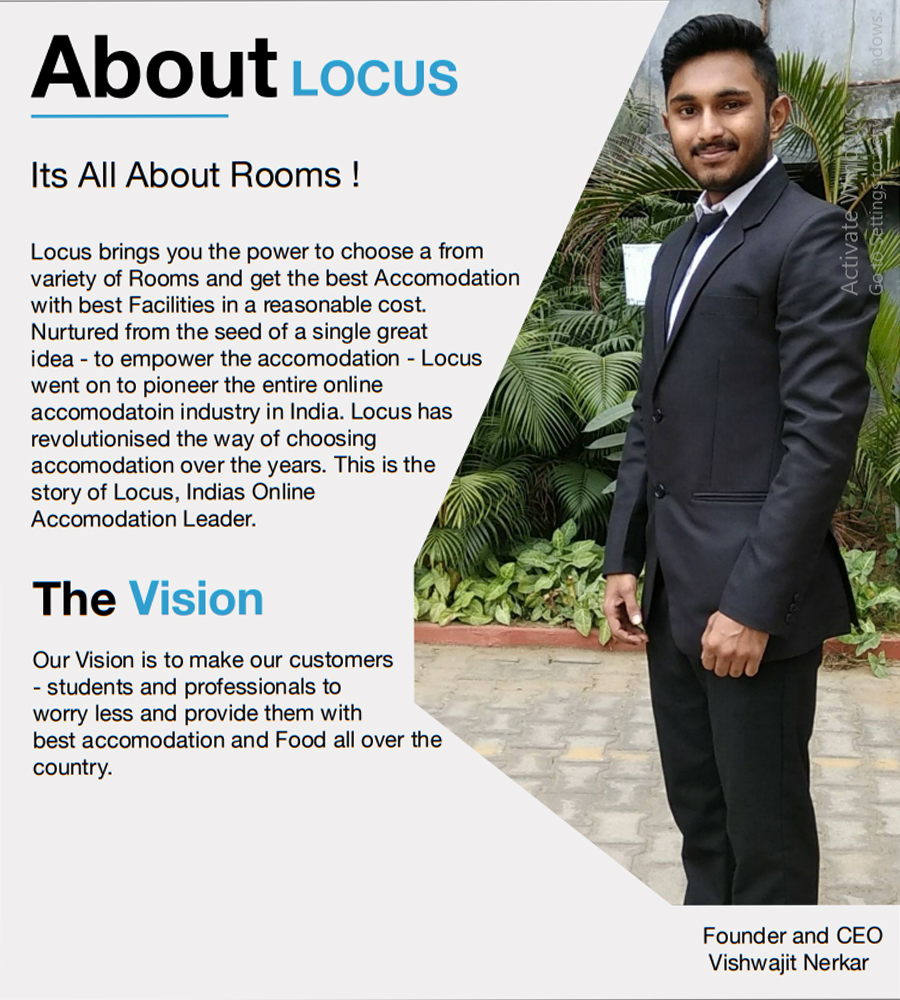 About LOCUS
Its All About Rooms !
Locus brings you the power to choose a from
variety of Rooms and get the best Accomodation
with best Facilities in a reasonable cost.
Nurtured from the seed of a single great
idea - to empower the accomodation - Locus
went on to pioneer the entire online
accomodatoin industry in India. Locus has
revolutionised the way of choosing
accomodation over the years. This is the
story of Locus, Indias Online
Accomodation Leader.
The Vision
Our Vision is to make our customers
- students and professionals to
worry less and provide them with
best accomodation and Food all over the
country.
Activate Windows
Go to Settings to activate Windows.
Founder and CEO
Vishwajit Nerkar